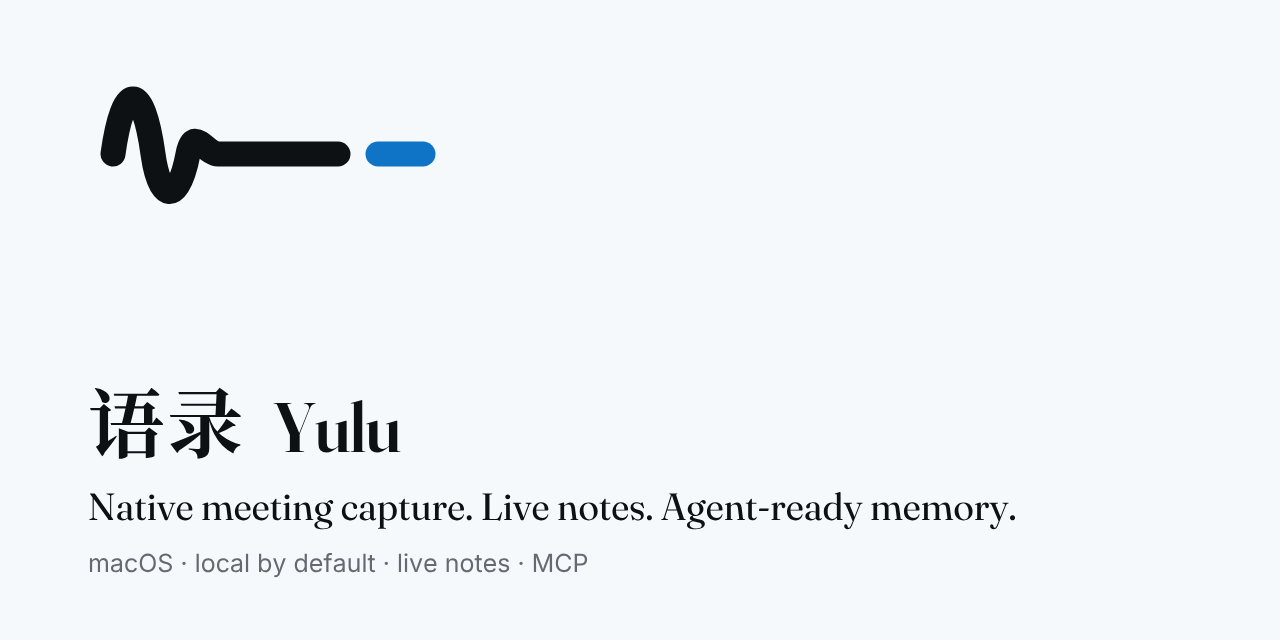 语录 Yulu
Native meeting capture. Live notes. Agent-ready memory.
macOS · local by default · live notes · MCP